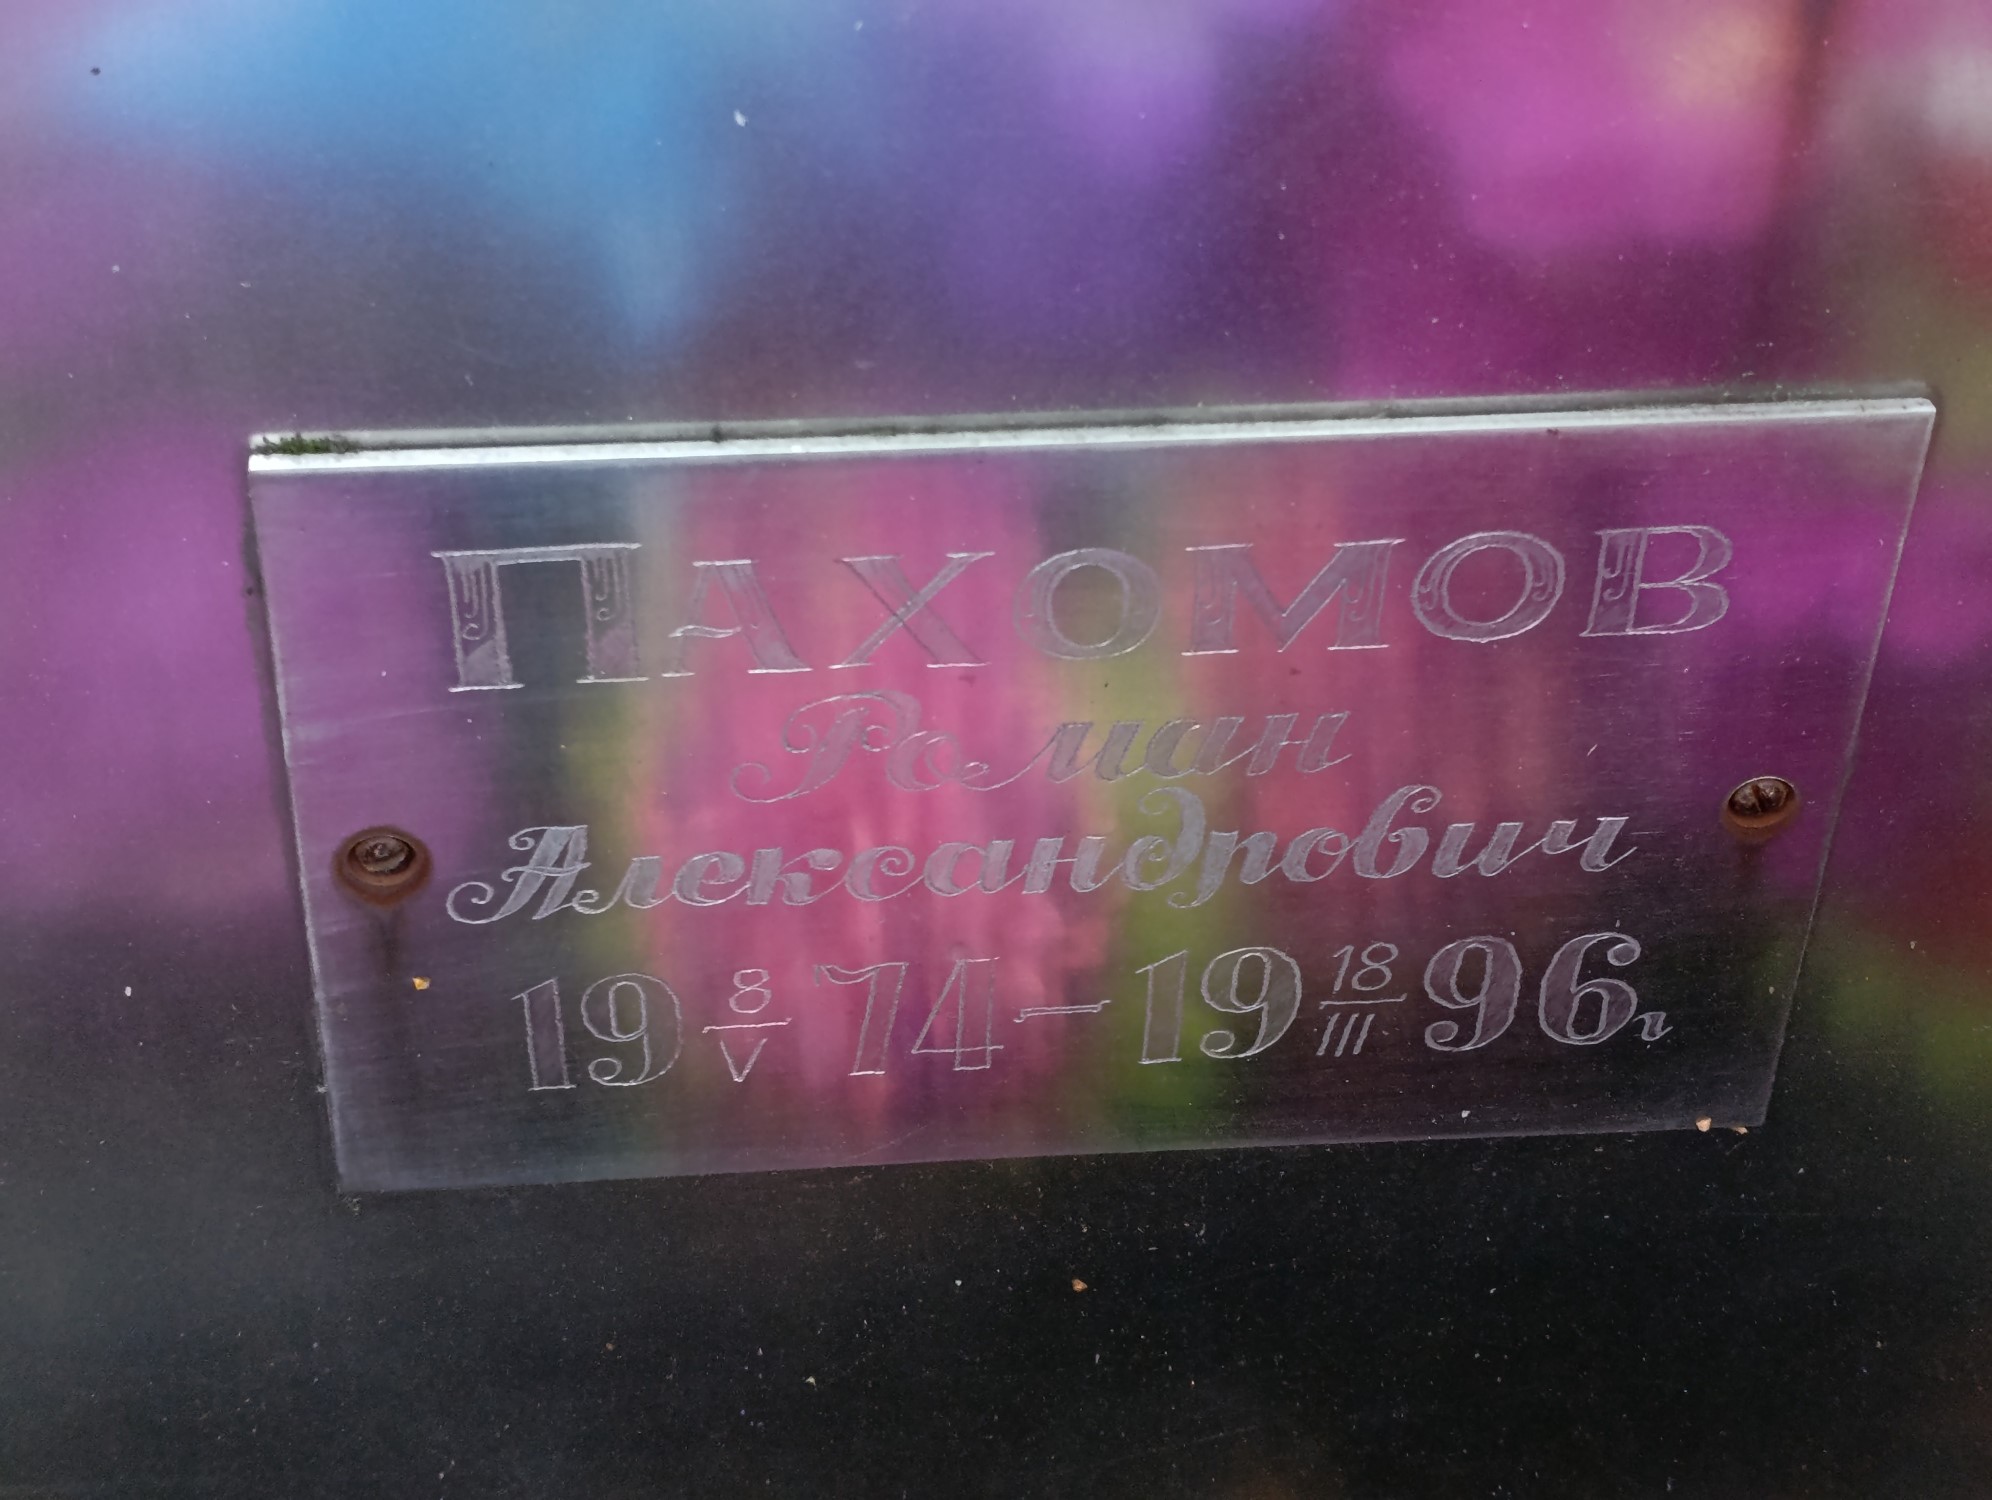 ПАХОМОВ
Роман
Александрович
19 8/V 74 – 19 18/III 96 г